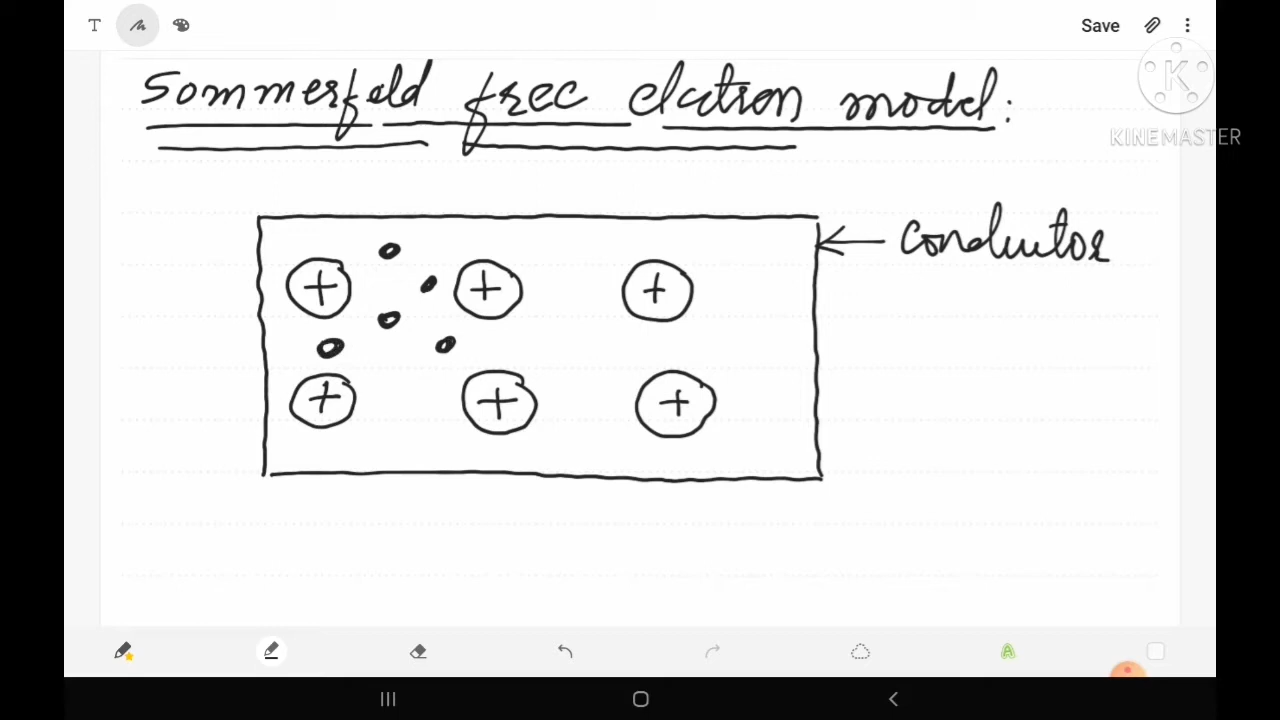 T
Save
K
KINEMASTER
Sommerfeld free electron model:
conductor
+ + +
+ + +
A